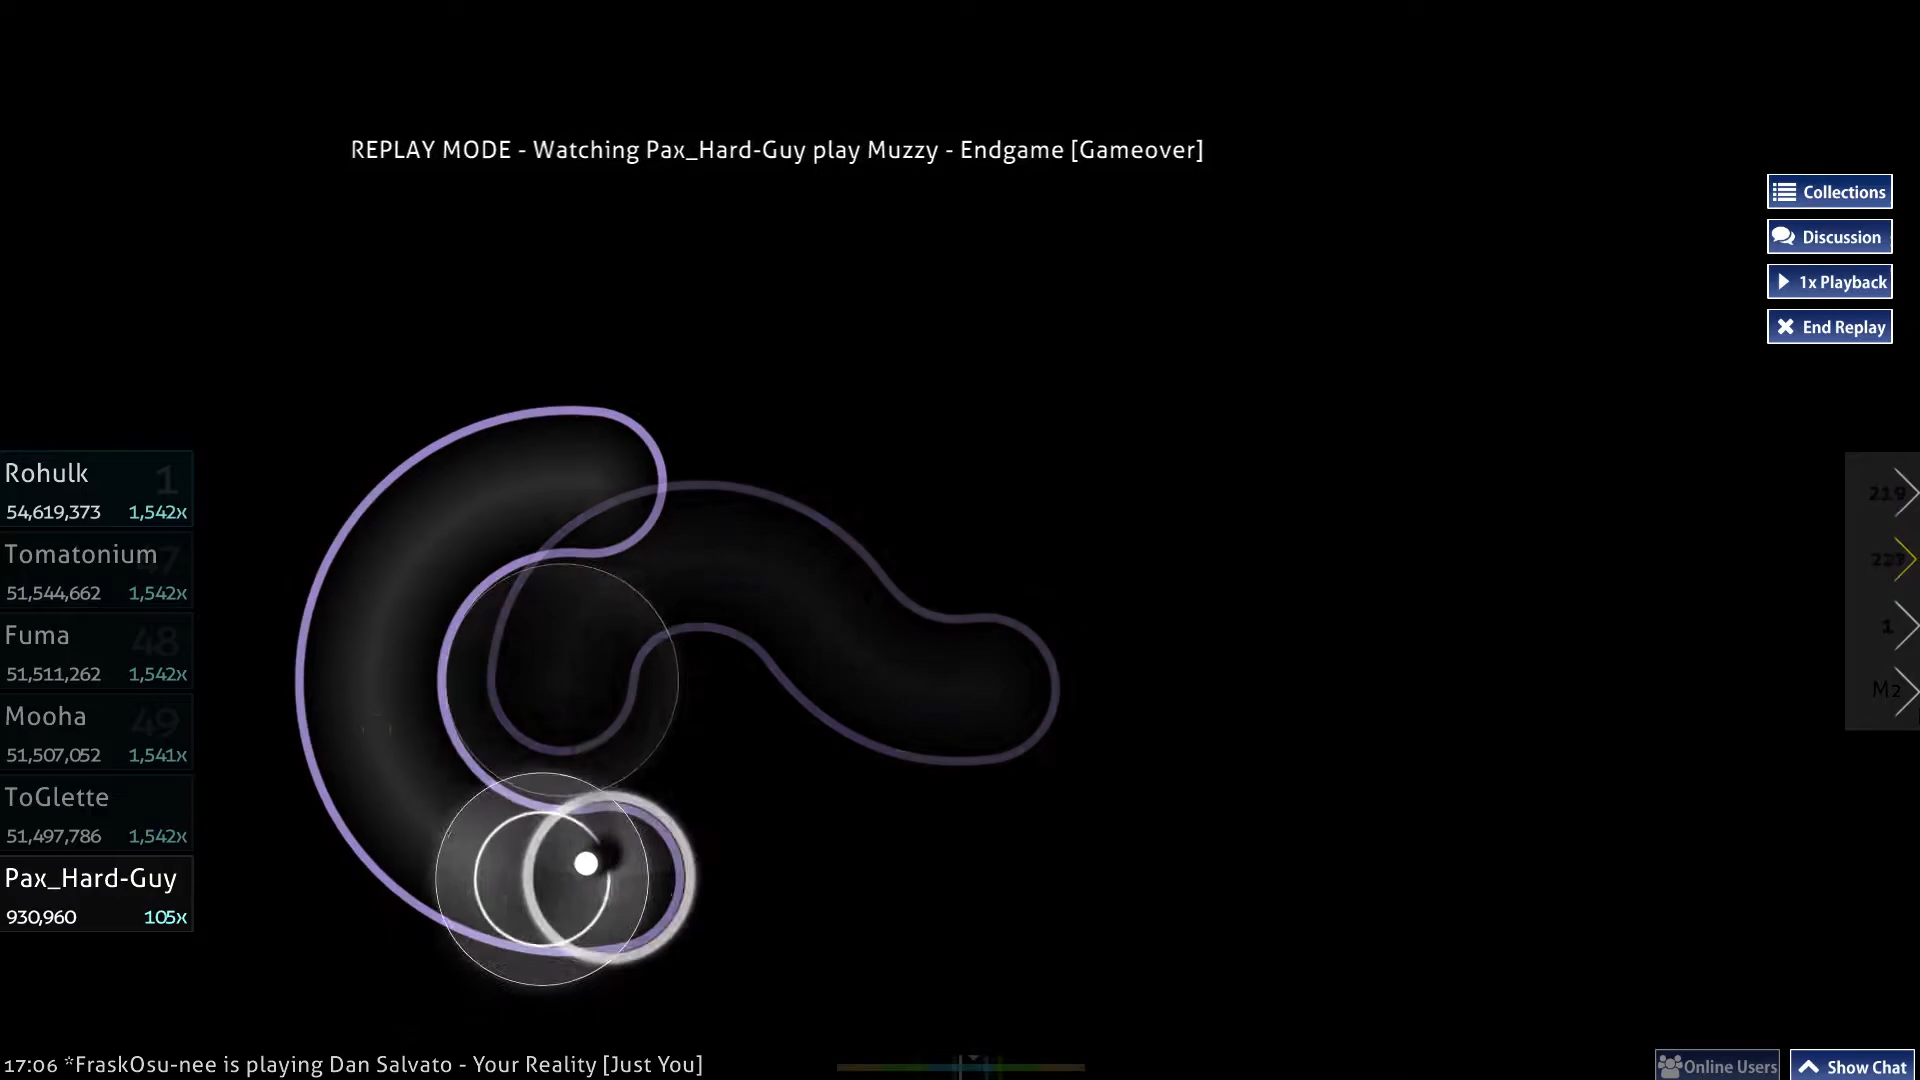 REPLAY MODE - Watching Pax_Hard-Guy play Muzzy - Endgame [Gameover]
Collections
Discussion
1x Playback
End Replay
Rohulk 1
54,619,373 1,542x
Tomatonium 47
51,544,662 1,542x
Fuma 48
51,511,262 1,542x
Mooha 49
51,507,052 1,541x
ToGlette
51,497,786 1,542x
Pax_Hard-Guy
930,960 105x
219
1
M2
17:06 *FraskOsu-nee is playing Dan Salvato - Your Reality [Just You]
Online Users
Show Chat